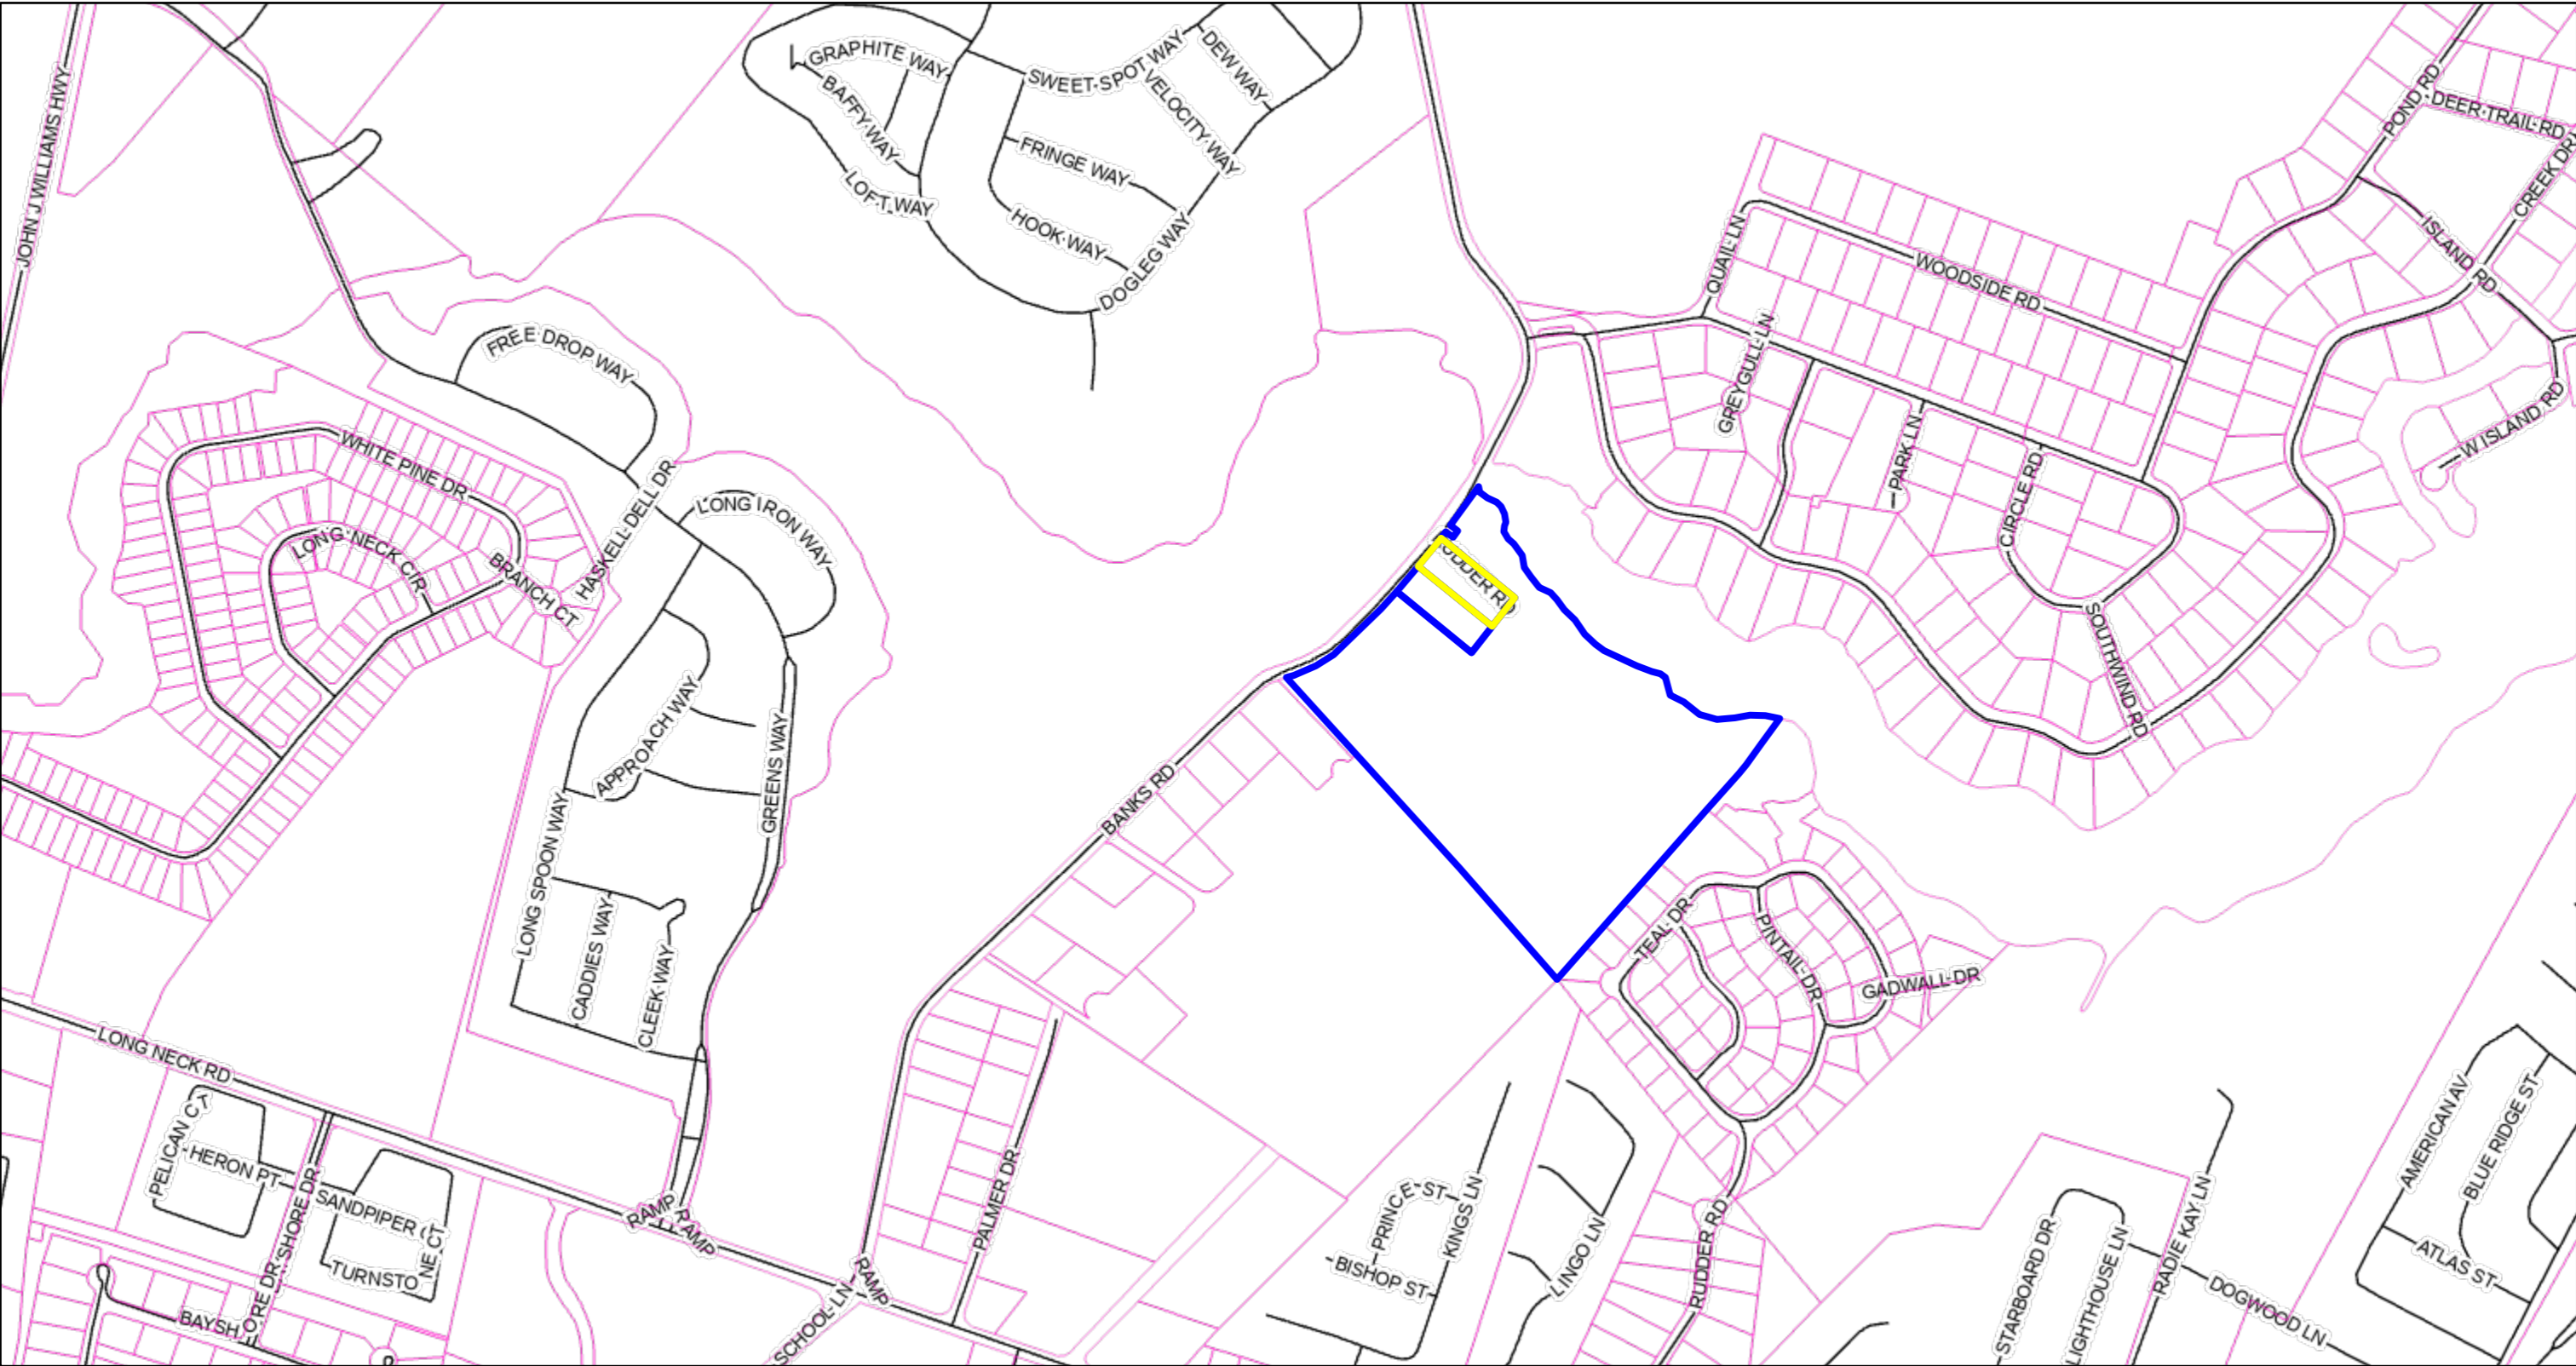 JOHN J WILLIAMS HWY
GRAPHITE WAY
BAFFY WAY
LOFT WAY
SWEET SPOT WAY
DEW WAY
VELOCITY WAY
FRINGE WAY
HOOK WAY
DOGLEG WAY
POND RD
DEER TRAIL RD
CREEK DR
ISLAND RD
W ISLAND RD
QUAIL LN
WOODSIDE RD
GREYGULL LN
PARK LN
CIRCLE RD
SOUTHWIND RD
FREE DROP WAY
WHITE PINE DR
LONG NECK CIR
BRANCH CT
HASKELL DELL DR
LONG IRON WAY
APPROACH WAY
GREENS WAY
LONG SPOON WAY
CADDIES WAY
CLEEK WAY
BANKS RD
TEAL DR
PINTAIL DR
GADWALL DR
LONG NECK RD
PELICAN CT
HERON PT
BAYSHORE DR
SANDPIPER CT
TURNSTONE CT
RAMP
RAMP
RAMP
SCHOOL LN
PALMER DR
PRINCE ST
KINGS LN
BISHOP ST
LINGO LN
RUDDER RD
STARBOARD DR
LIGHTHOUSE LN
RADIE KAY LN
DOGWOOD LN
AMERICAN AV
BLUE RIDGE ST
ATLAS ST